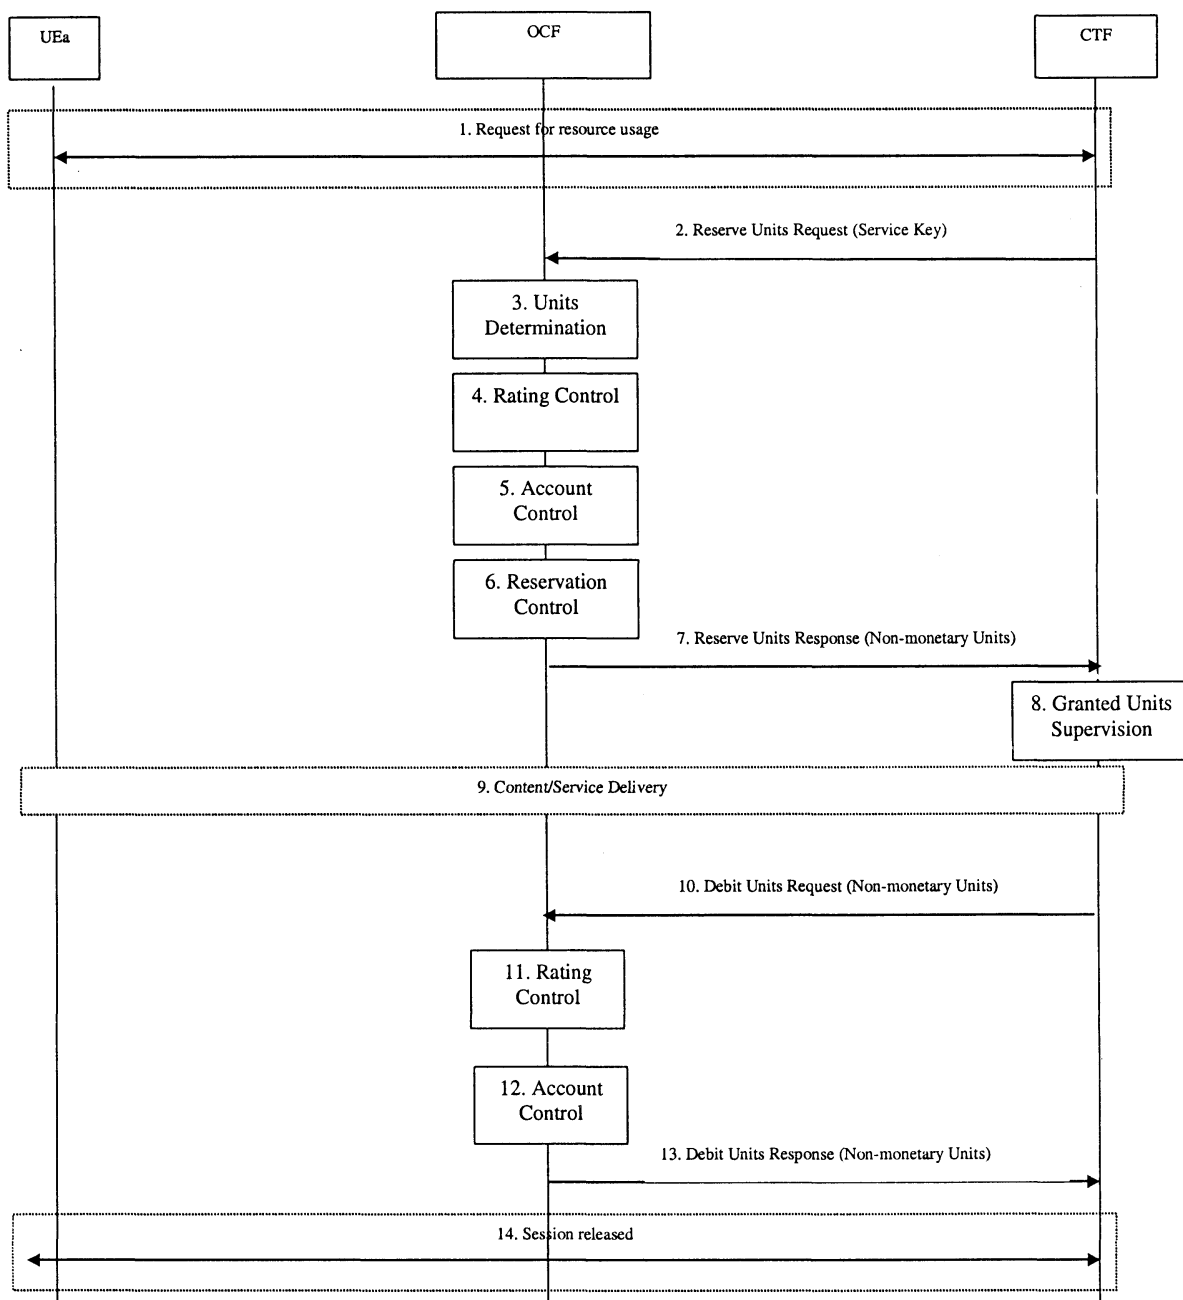 UEa
OCF
CTF
1. Request for resource usage
2. Reserve Units Request (Service Key)
3. Units
Determination
4. Rating Control
5. Account
Control
6. Reservation
Control
7. Reserve Units Response (Non-monetary Units)
8. Granted Units
Supervision
9. Content/Service Delivery
10. Debit Units Request (Non-monetary Units)
11. Rating
Control
12. Account
Control
13. Debit Units Response (Non-monetary Units)
14. Session released